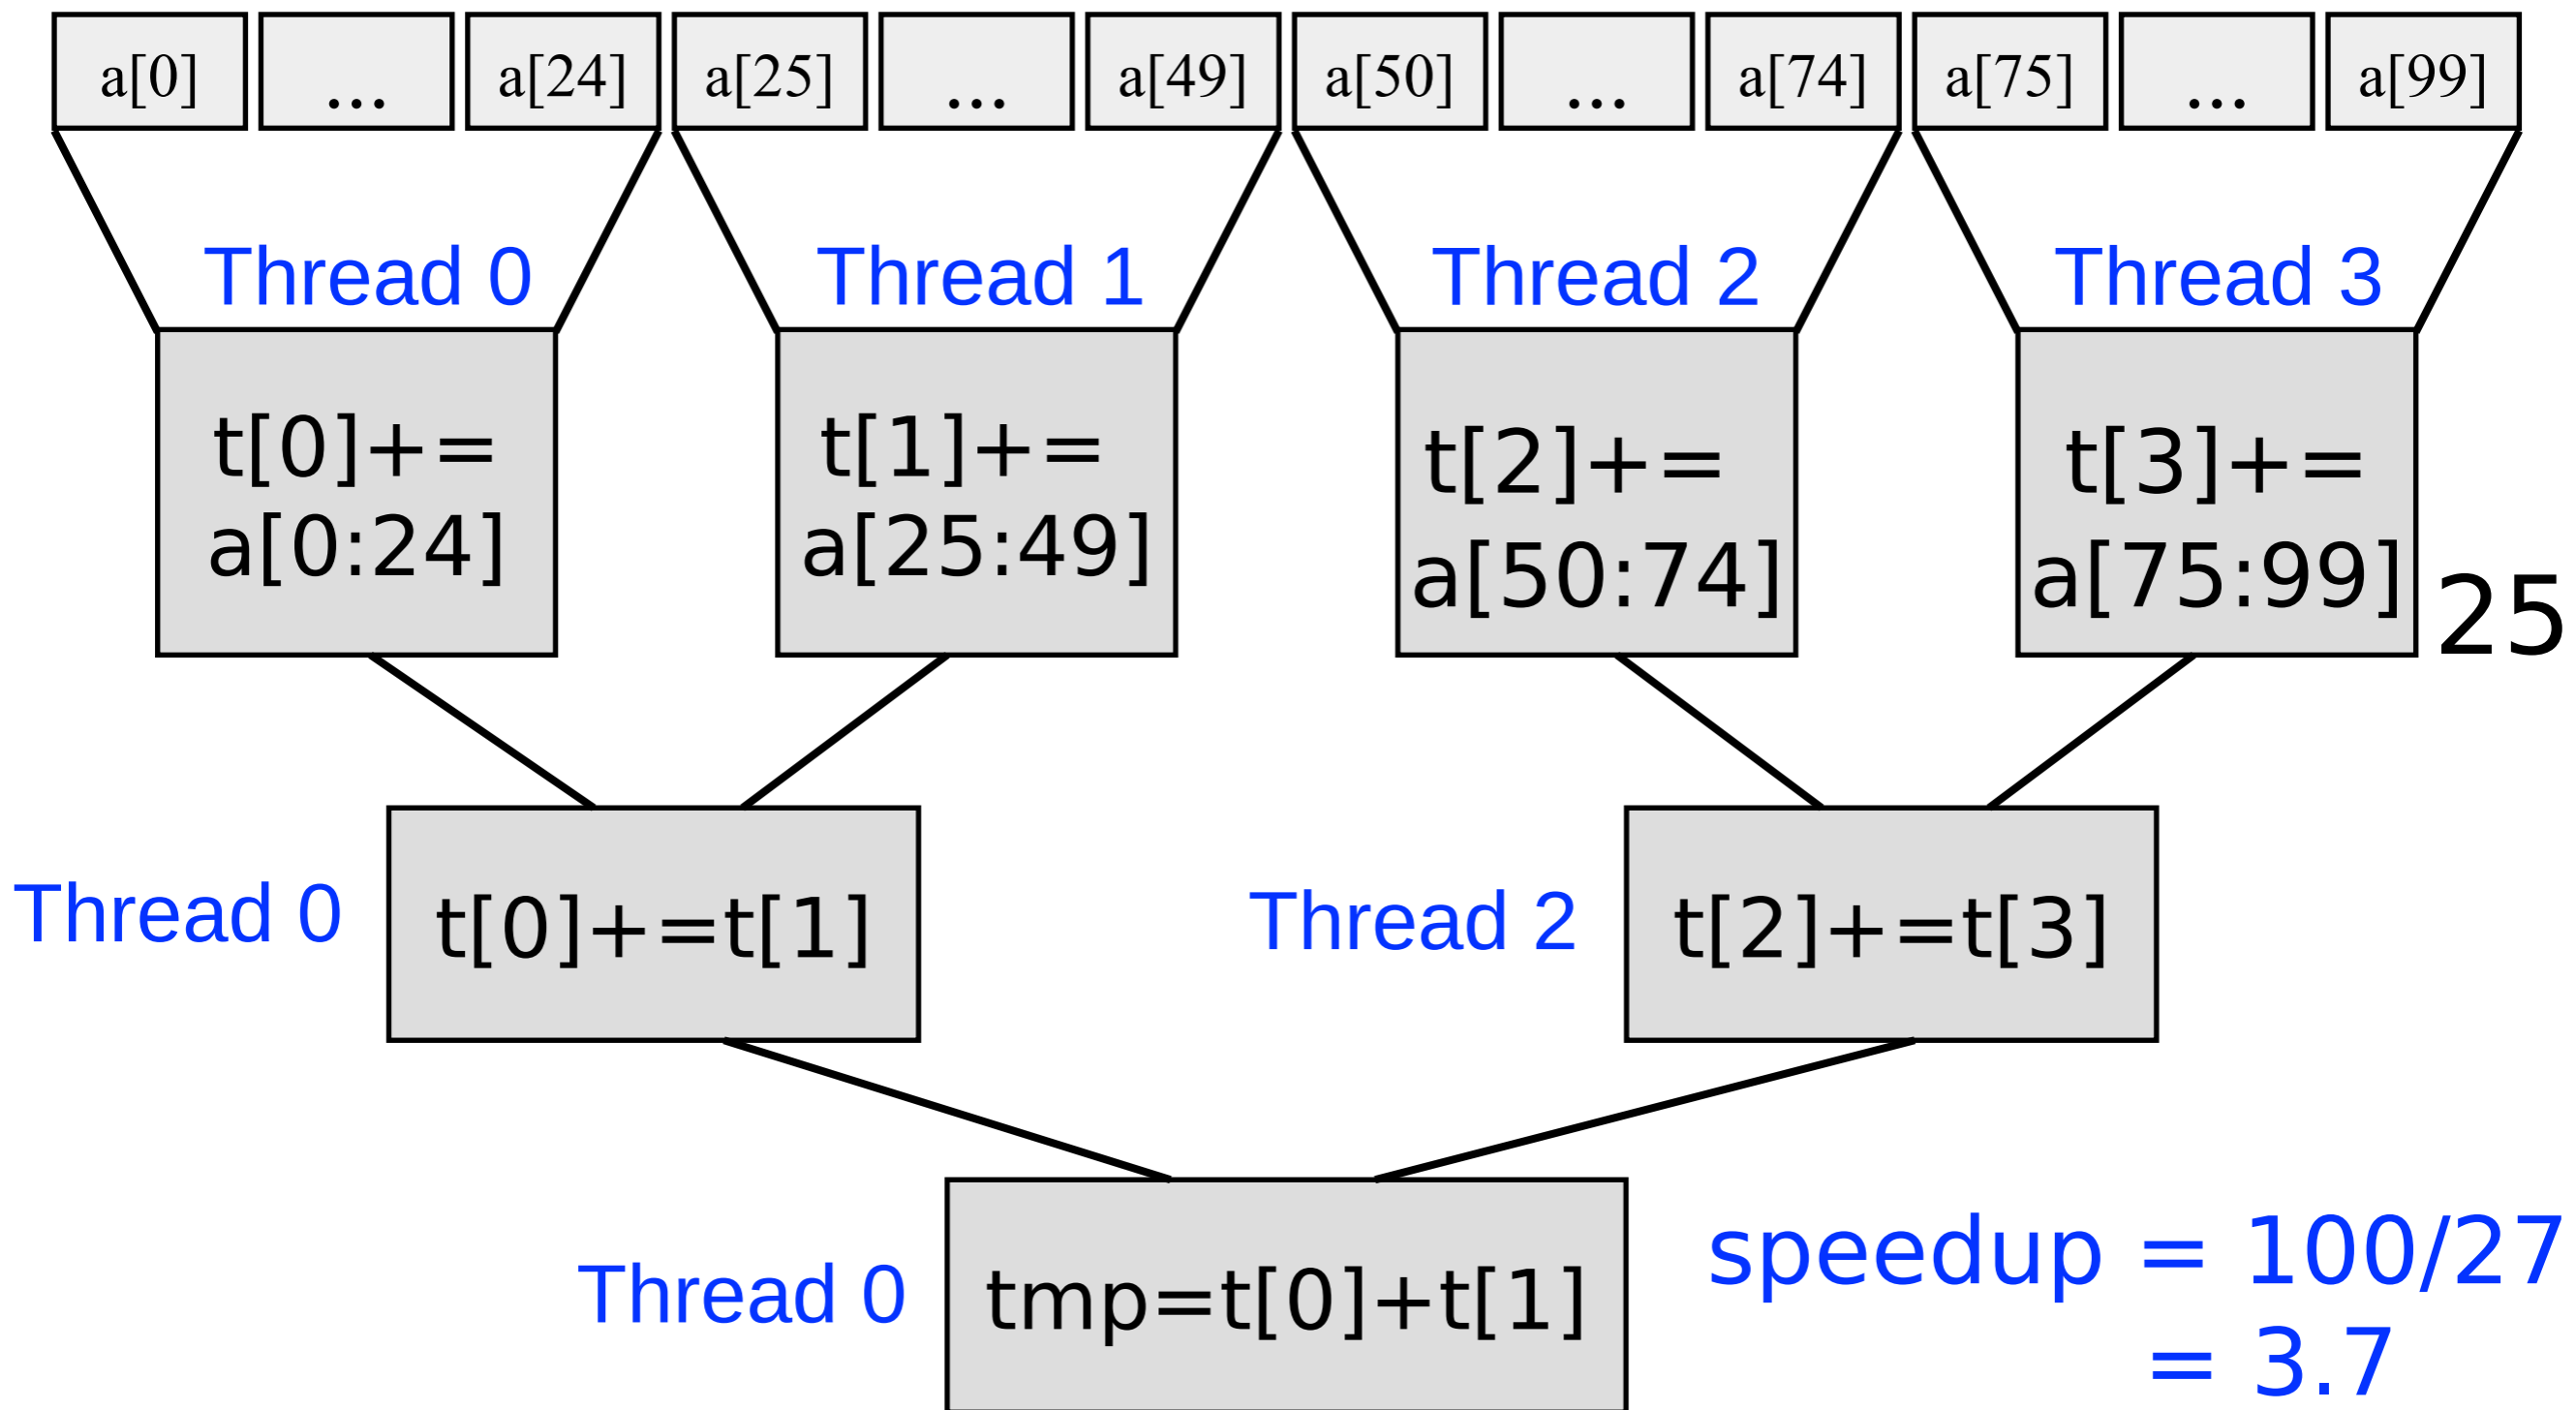 a[0] ... a[24] a[25] ... a[49] a[50] ... a[74] a[75] ... a[99]
Thread 0 Thread 1 Thread 2 Thread 3
t[0]+=
a[0:24]
t[1]+=
a[25:49]
t[2]+=
a[50:74]
t[3]+=
a[75:99]
25
Thread 0
t[0]+=t[1]
Thread 2
t[2]+=t[3]
Thread 0
tmp=t[0]+t[1]
speedup = 100/27
= 3.7